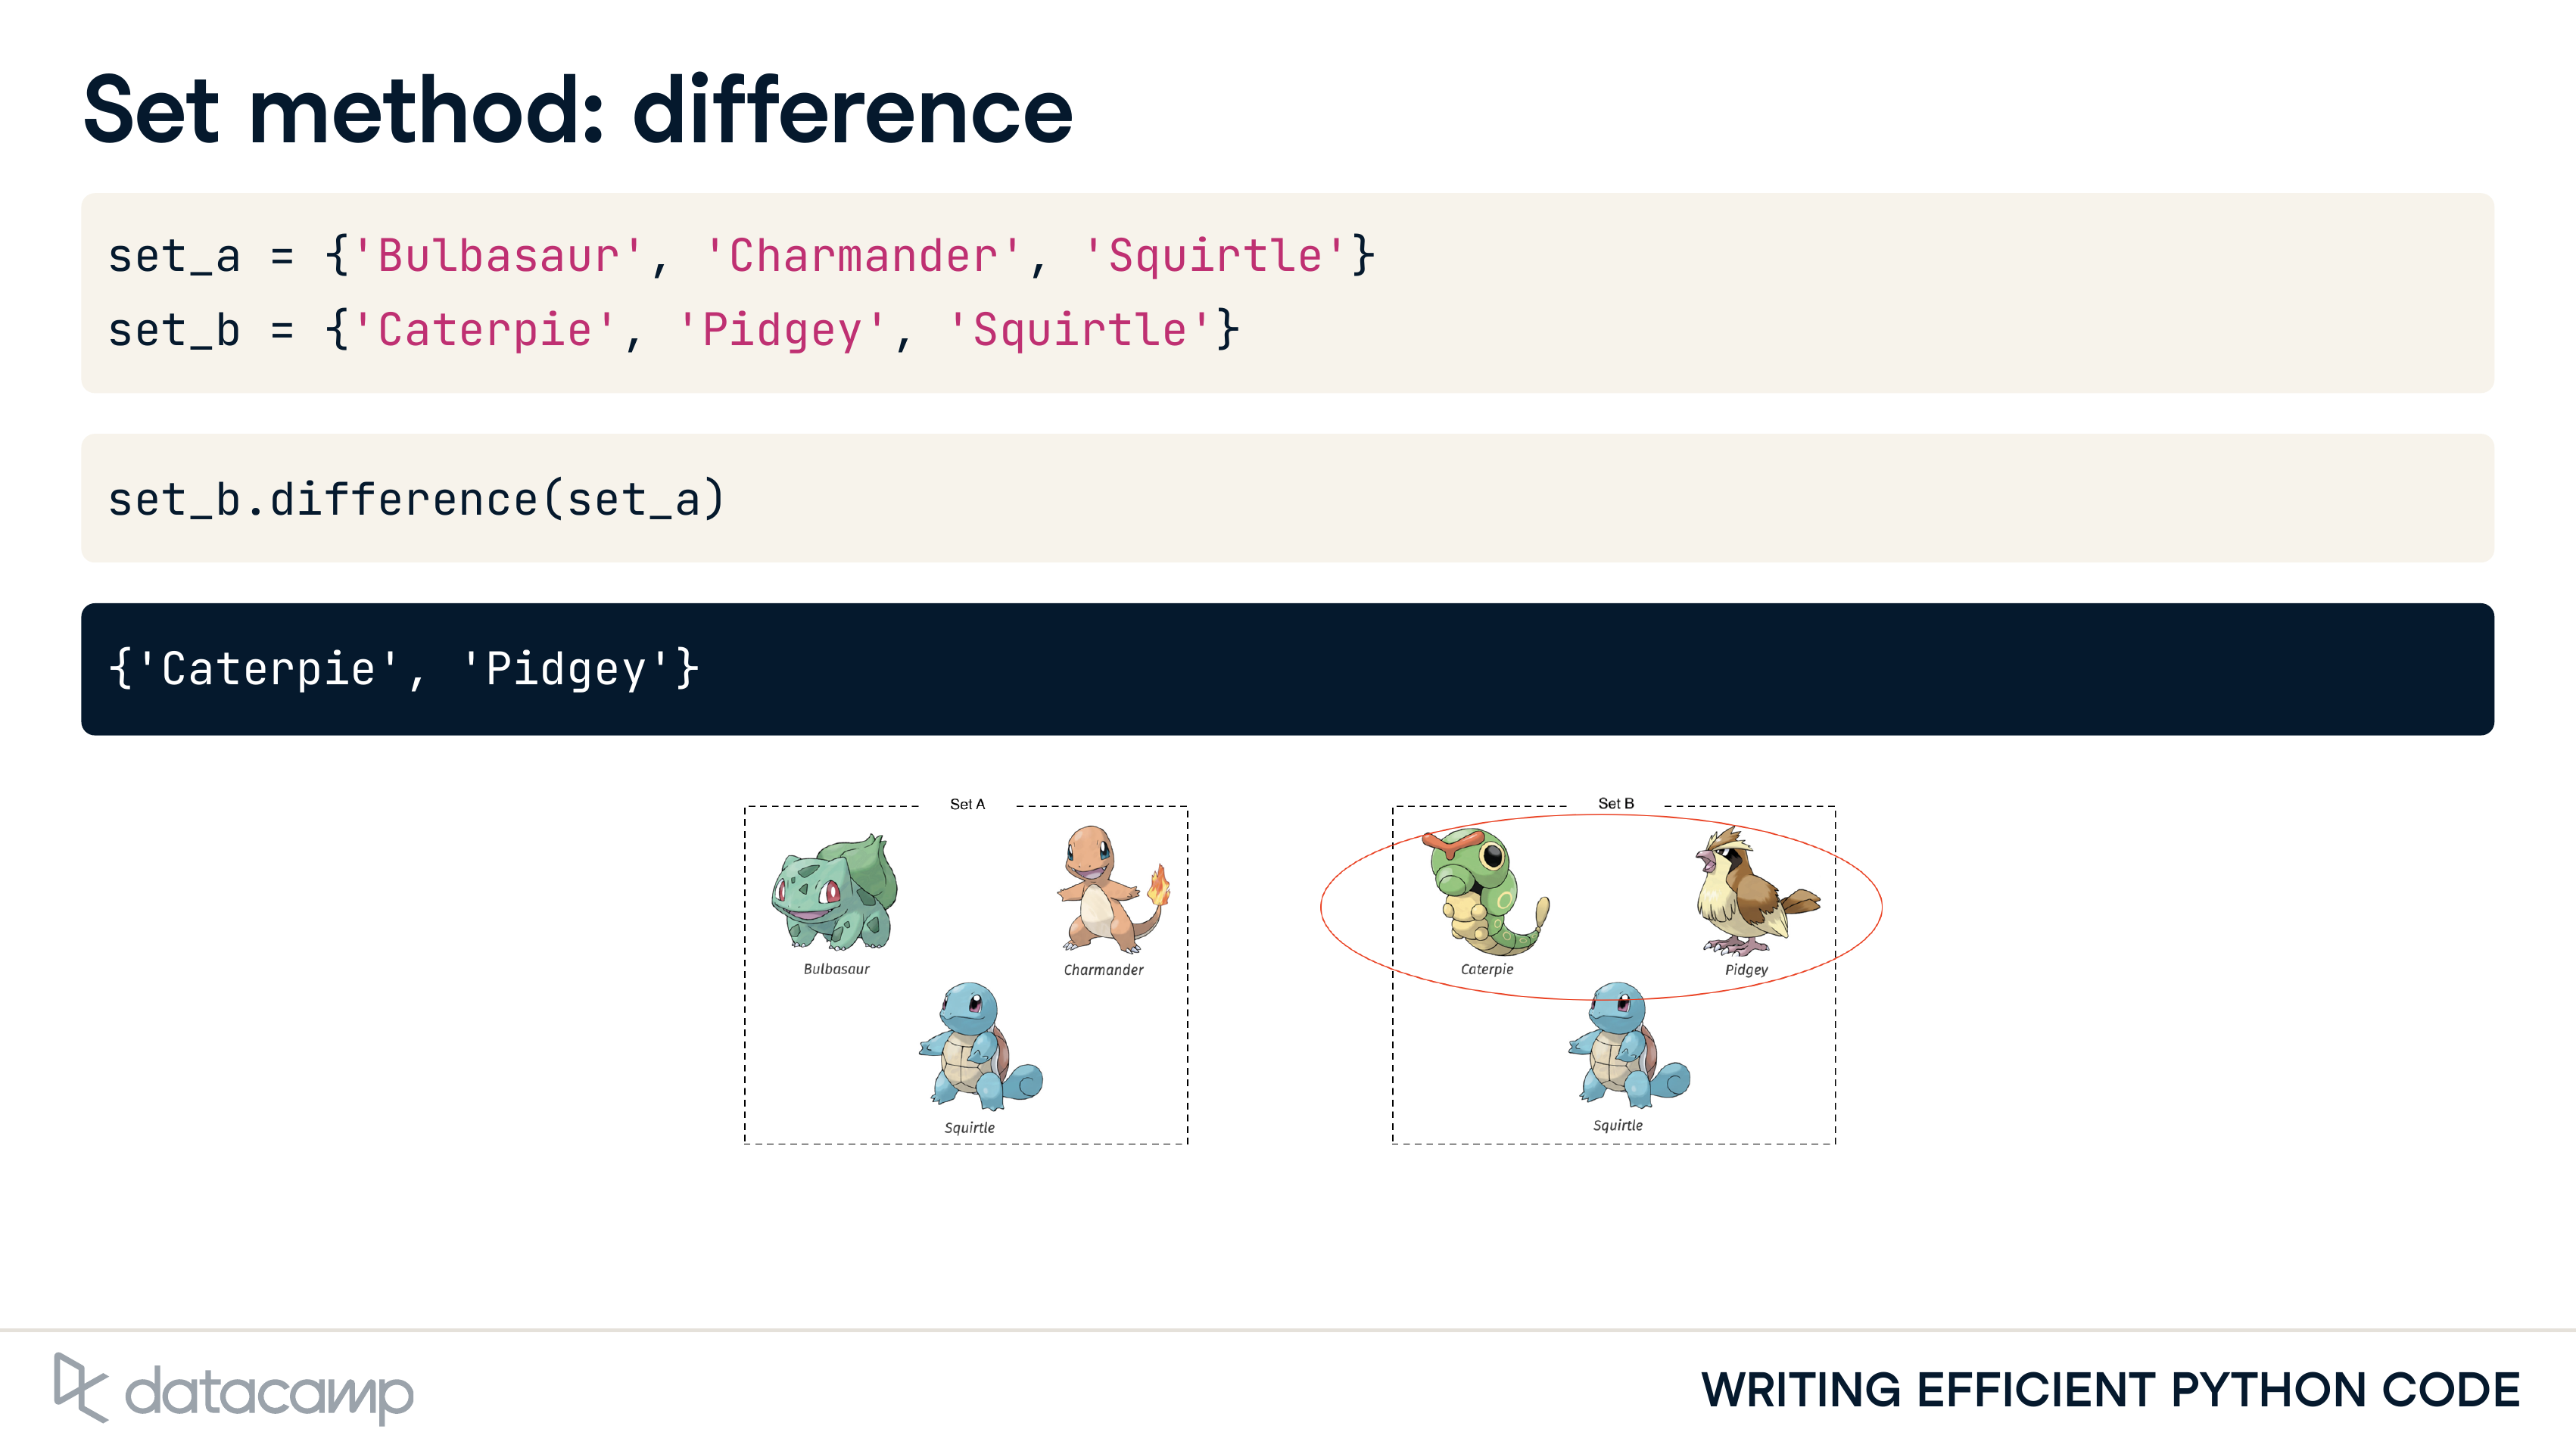 Set method: difference
set_a = {'Bulbasaur', 'Charmander', 'Squirtle'}
set_b = {'Caterpie', 'Pidgey', 'Squirtle'}
set_b.difference(set_a)
{'Caterpie', 'Pidgey'}
Set A
Bulbasaur
Charmander
Squirtle
Set B
Caterpie
Pidgey
Squirtle
datacamp
WRITING EFFICIENT PYTHON CODE